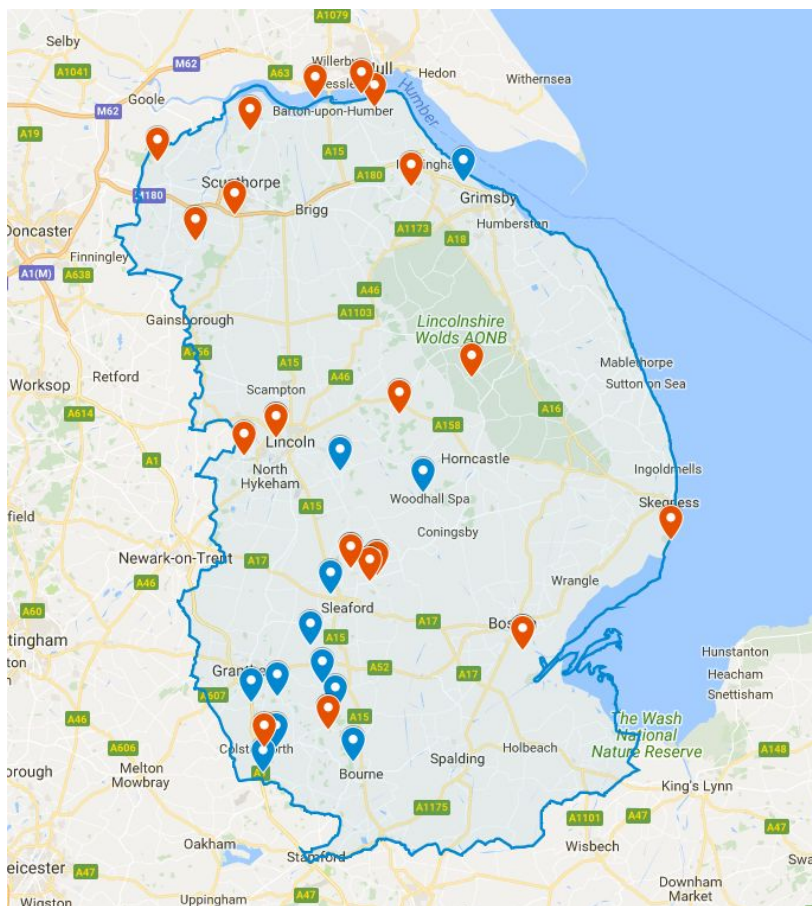 A1079
Selby
Willerby
Hull
M62
A63
A1041
Hedon
Withernsea
Goole
Humber
M62
Barton-upon-Humber
A19
A15
A180
M180
Scunthorpe
Grimsby
Brigg
Humberston
Doncaster
A1173
A18
Finningley
A1(M)
A638
A46
A1103
Gainsborough
Lincolnshire
Wolds AONB
A15
Mablethorpe
Retford
A46
Sutton on Sea
Worksop
Scampton
A614
A16
A158
Lincoln
Horncastle
A1
Ingoldmells
North
Hykeham
Woodhall Spa
Skegness
A15
Coningsby
Newark-on-Trent
A17
Wrangle
A46
A60
Sleaford
A17
A15
Hunstanton
A52
Heacham
A17
Snettisham
A607
A46
A15
The Wash
National
Nature Reserve
A606
Holbeach
Spalding
A148
Melton
Mowbray
Bourne
King's Lynn
A1175
A1101
A47
A47
Oakham
Wisbech
Stamford
A47
Downham
Market
Uppingham
A47
Wigston